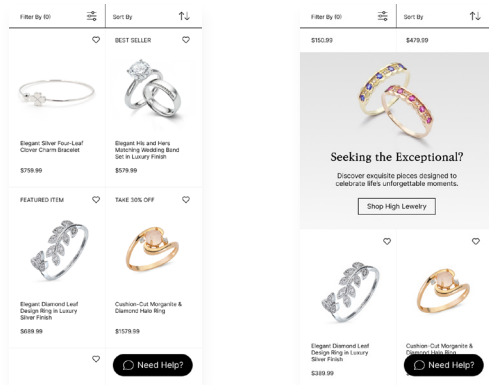 Filter By (0)
Sort By
BEST SELLER
Elegant Silver Four-Leaf
Clover Charm Bracelet
$759.99
Elegant His and Hers
Matching Wedding Band
Set in Luxury Finish
$579.99
FEATURED ITEM
TAKE 30% OFF
Elegant Diamond Leaf
Design Ring in Luxury
Silver Finish
$689.99
Cushion-Cut Morganite &
Diamond Halo Ring
$1579.99
Need Help?
Filter By (0)
Sort By
$150.99
$479.99
Seeking the Exceptional?
Discover exquisite pieces designed to
celebrate life's unforgettable moments.
Shop High Lewelry
Elegant Diamond Leaf
Design Ring in Luxury
Silver Finish
$389.99
Cushion-Cut Morganite &
Diamond Halo Ring
Need Help?